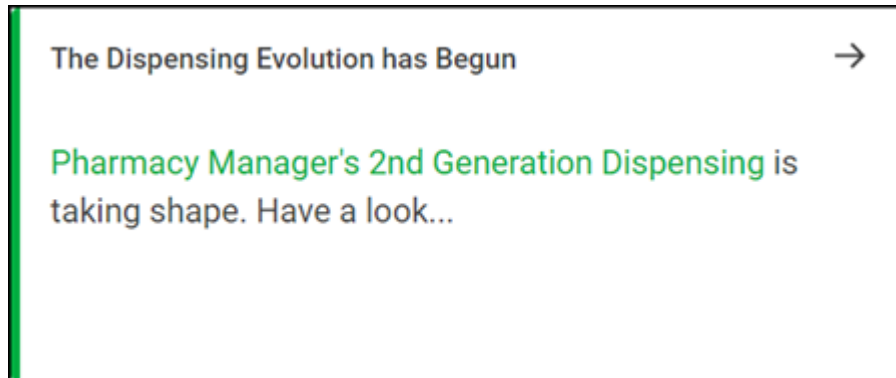 The Dispensing Evolution has Begun
Pharmacy Manager's 2nd Generation Dispensing is
taking shape. Have a look...